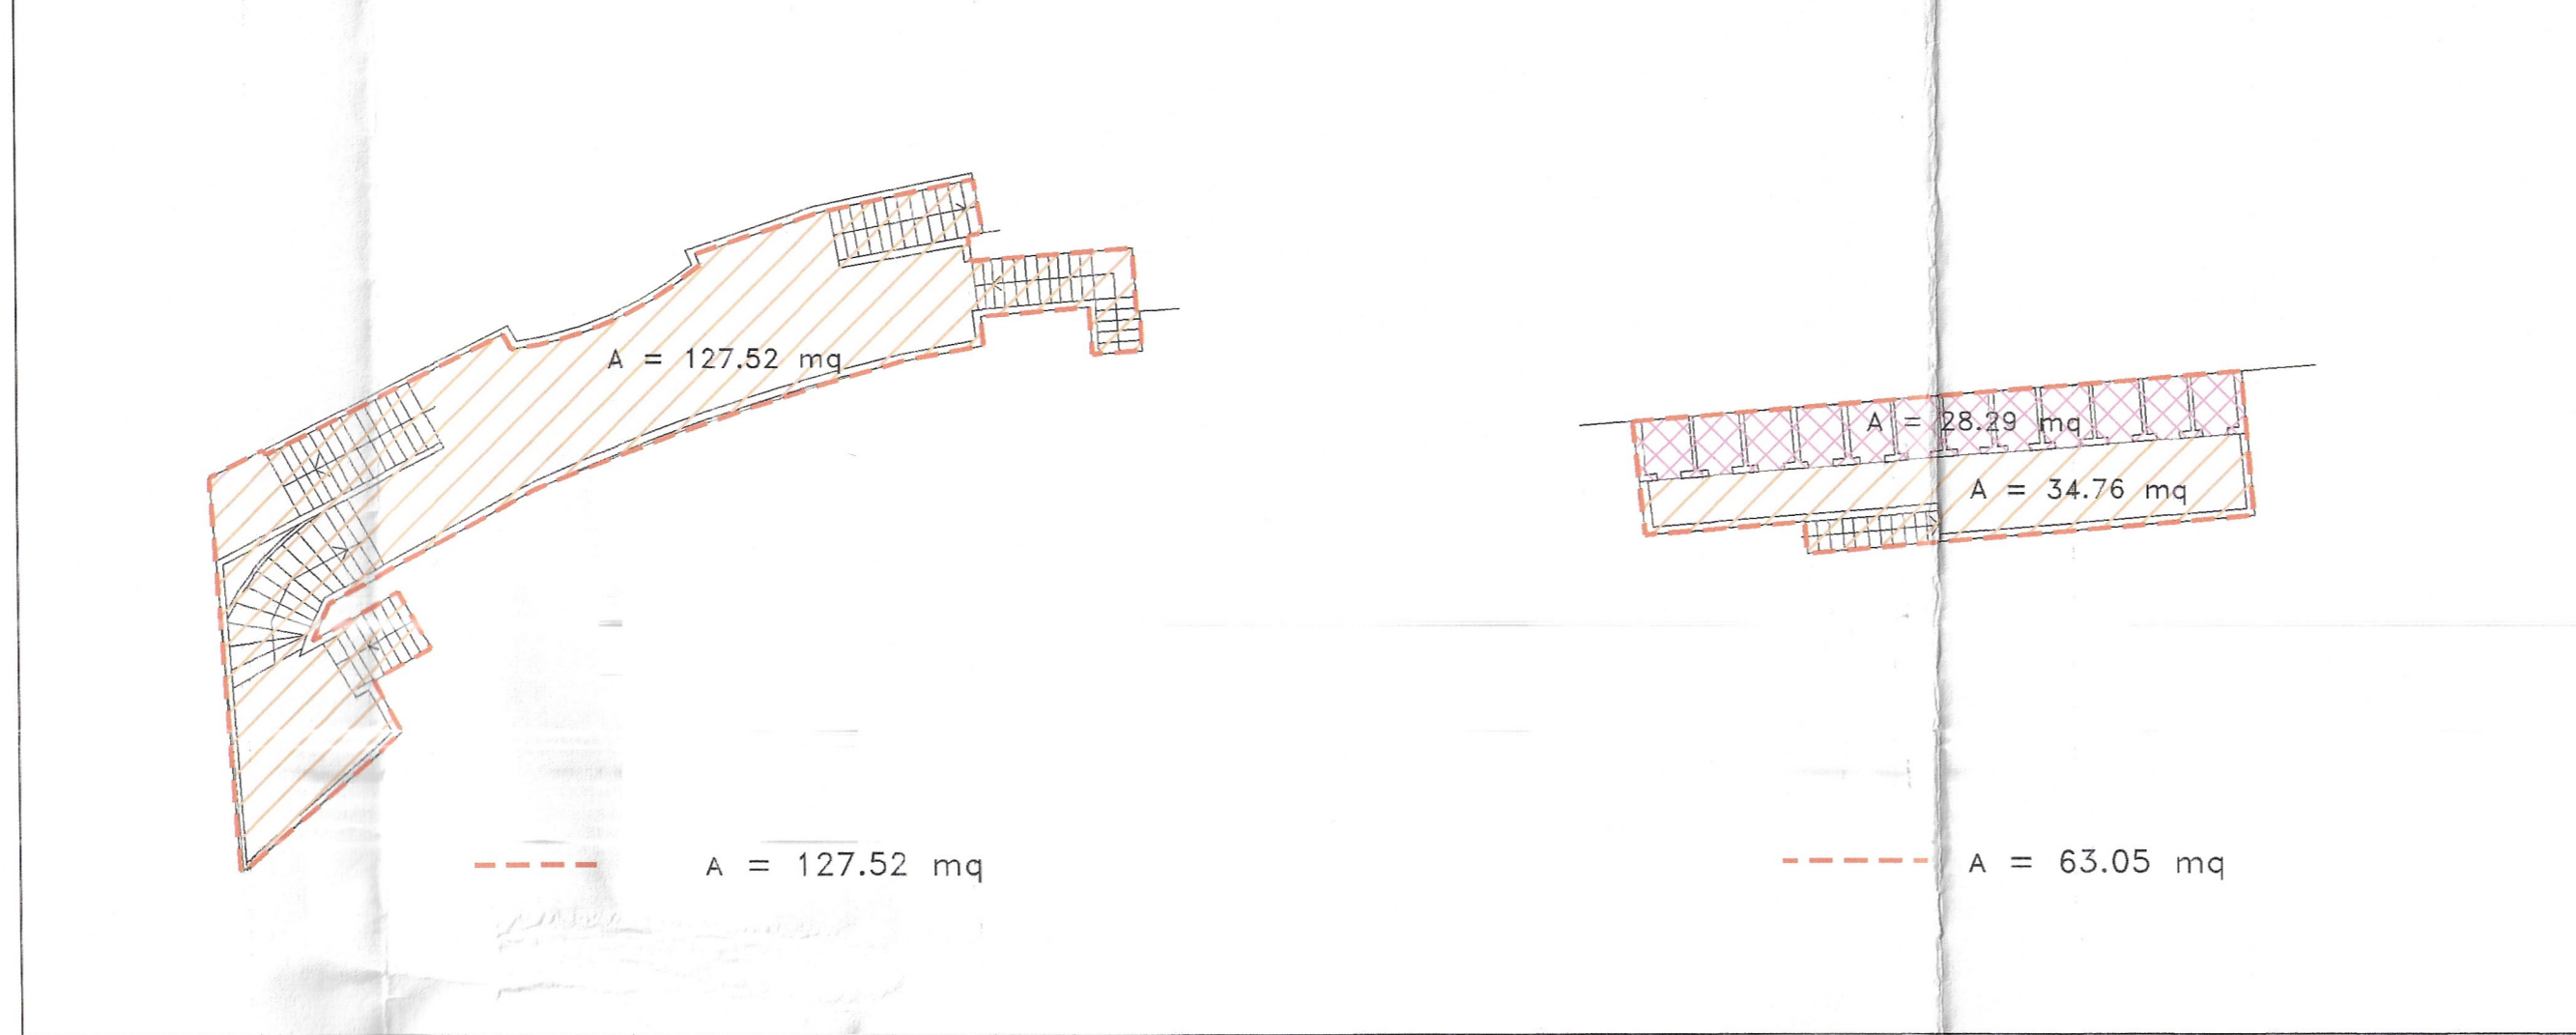 A = 127.52 mq
A = 28.29 mq
A = 34.76 mq
A = 127.52 mq
A = 63.05 mq